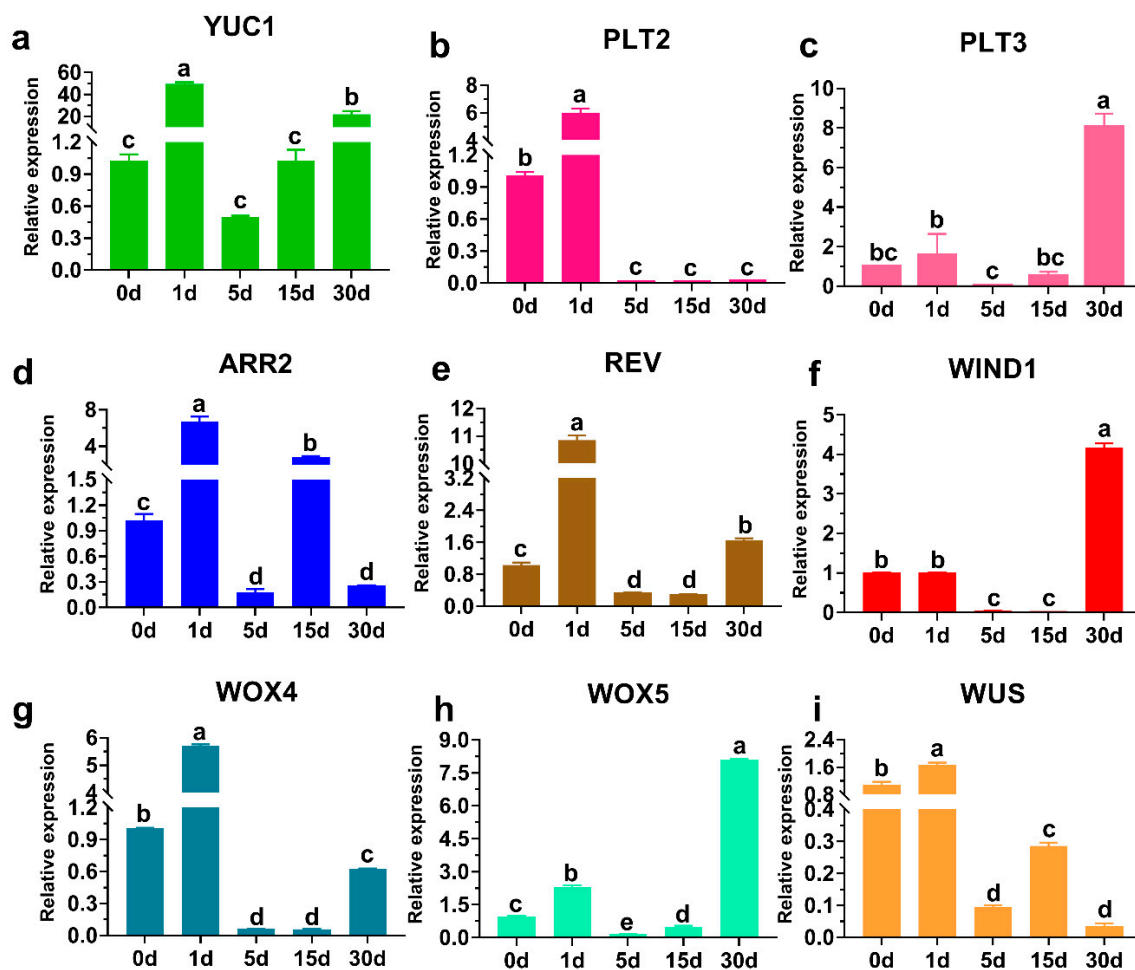 a YUC1
Relative expression
60
40
20
1.2
0.9
0.6
0.3
0.0
c a c c b
0d 1d 5d 15d 30d
b PLT2
Relative expression
8
6
4
1.2
0.9
0.6
0.3
0.0
b a c c c
0d 1d 5d 15d 30d
c PLT3
Relative expression
10
8
6
4
2
0
bc b c bc a
0d 1d 5d 15d 30d
d ARR2
Relative expression
8
6
4
1.5
1.2
0.9
0.6
0.3
0.0
c a d b d
0d 1d 5d 15d 30d
e REV
Relative expression
12
11
10
3.2
2.4
1.6
0.8
0.0
c a d d b
0d 1d 5d 15d 30d
f WIND1
Relative expression
5
4
3
2
1
0
b b c c a
0d 1d 5d 15d 30d
g WOX4
Relative expression
6
5
4
1.2
0.9
0.6
0.3
0.0
b a d d c
0d 1d 5d 15d 30d
h WOX5
Relative expression
9.0
7.5
6.0
4.5
3.0
1.5
0.0
c b e d a
0d 1d 5d 15d 30d
i WUS
Relative expression
2.4
1.6
0.8
0.4
0.3
0.2
0.1
0.0
b a d c d
0d 1d 5d 15d 30d